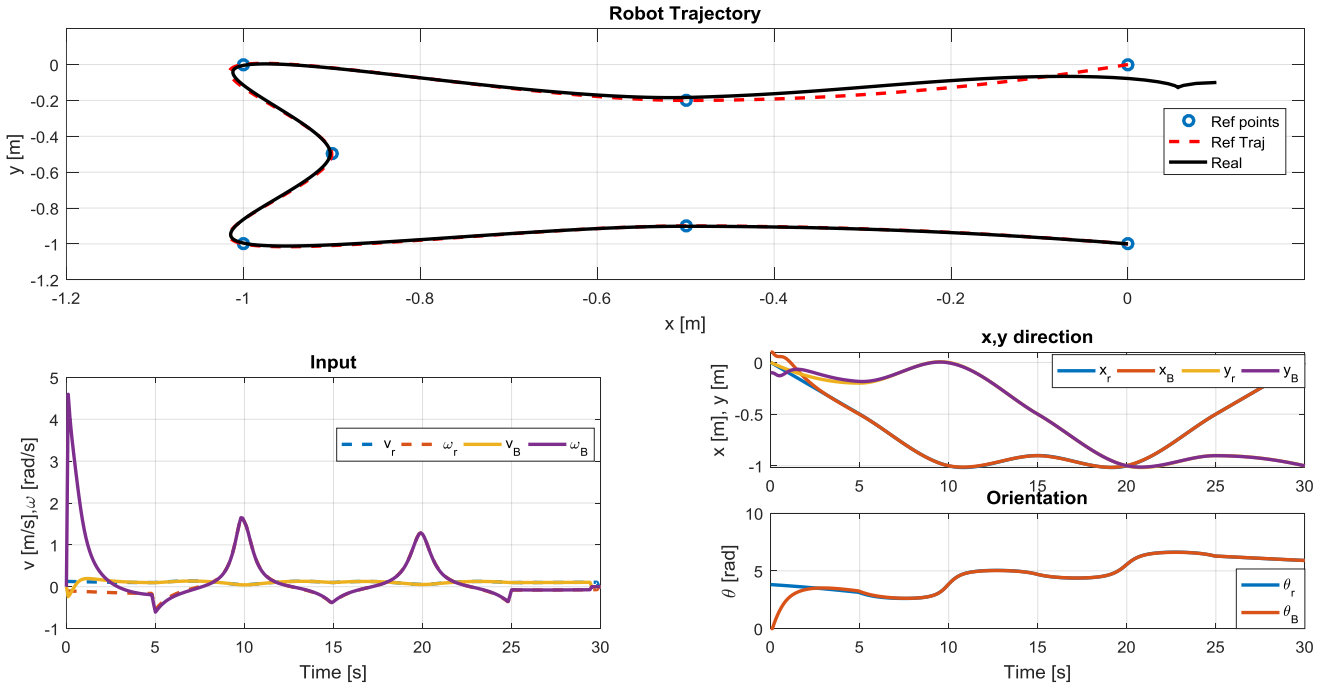 Robot Trajectory
0
-0.2
-0.4
-0.6
-0.8
-1
-1.2
y [m]
Ref points
Ref Traj
Real
-1.2 -1 -0.8 -0.6 -0.4 -0.2 0
x [m]
Input
5
4
3
2
1
0
-1
v [m/s],ω [rad/s]
v_r ω_r v_B ω_B
0 5 10 15 20 25 30
Time [s]
x,y direction
0
-0.5
-1
x [m], y [m]
x_r x_B y_r y_B
0 5 10 15 20 25 30
Orientation
10
5
0
θ [rad]
θ_r
θ_B
0 5 10 15 20 25 30
Time [s]